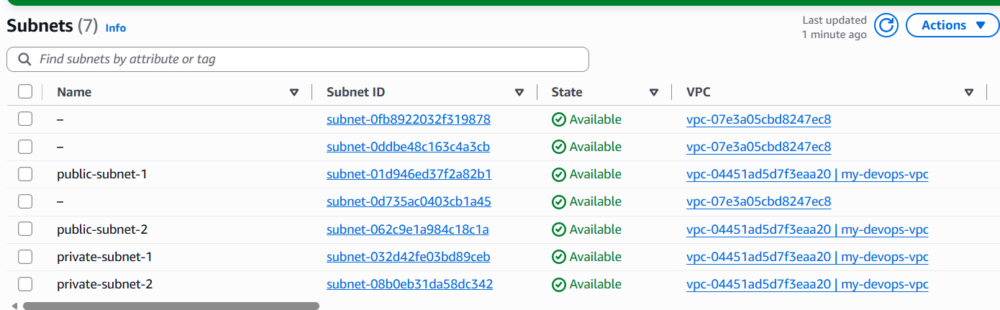 Subnets (7) Info
Last updated
1 minute ago
Actions
Find subnets by attribute or tag
Name Subnet ID State VPC
– subnet-0fb8922032f319878 Available vpc-07e3a05cbd8247ec8
– subnet-0ddbe48c163c4a3cb Available vpc-07e3a05cbd8247ec8
public-subnet-1 subnet-01d946ed37f2a82b1 Available vpc-04451ad5d7f3eaa20 | my-devops-vpc
– subnet-0d735ac0403cb1a45 Available vpc-07e3a05cbd8247ec8
public-subnet-2 subnet-062c9e1a984c18c1a Available vpc-04451ad5d7f3eaa20 | my-devops-vpc
private-subnet-1 subnet-032d42fe03bd89ceb Available vpc-04451ad5d7f3eaa20 | my-devops-vpc
private-subnet-2 subnet-08b0eb31da58dc342 Available vpc-04451ad5d7f3eaa20 | my-devops-vpc